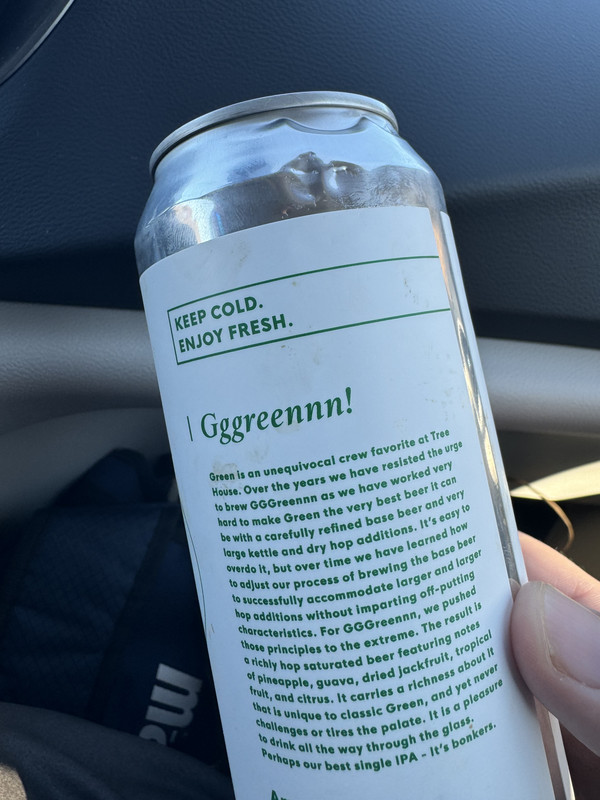 KEEP COLD.
ENJOY FRESH.
| Gggreennn!
Green is an unequivocal crew favorite at Tree
House. Over the years we have resisted the urge
to brew GGGreennn as we have worked very
hard to make Green the very best beer it can
be with a carefully refined base beer and very
large kettle and dry hop additions. It's easy to
overdo it, but over time we have learned how
to adjust our process of brewing the base beer
to successfully accommodate larger and larger
hop additions without imparting off-putting
characteristics. For GGGreennn, we pushed
those principles to the extreme. The result is
a richly hop saturated beer featuring notes
of pineapple, guava, dried jackfruit, tropical
fruit, and citrus. It carries a richness about it
that is unique to classic Green, and yet never
challenges or tires the palate. It is a pleasure
to drink all the way through the glass.
Perhaps our best single IPA - it's bonkers.